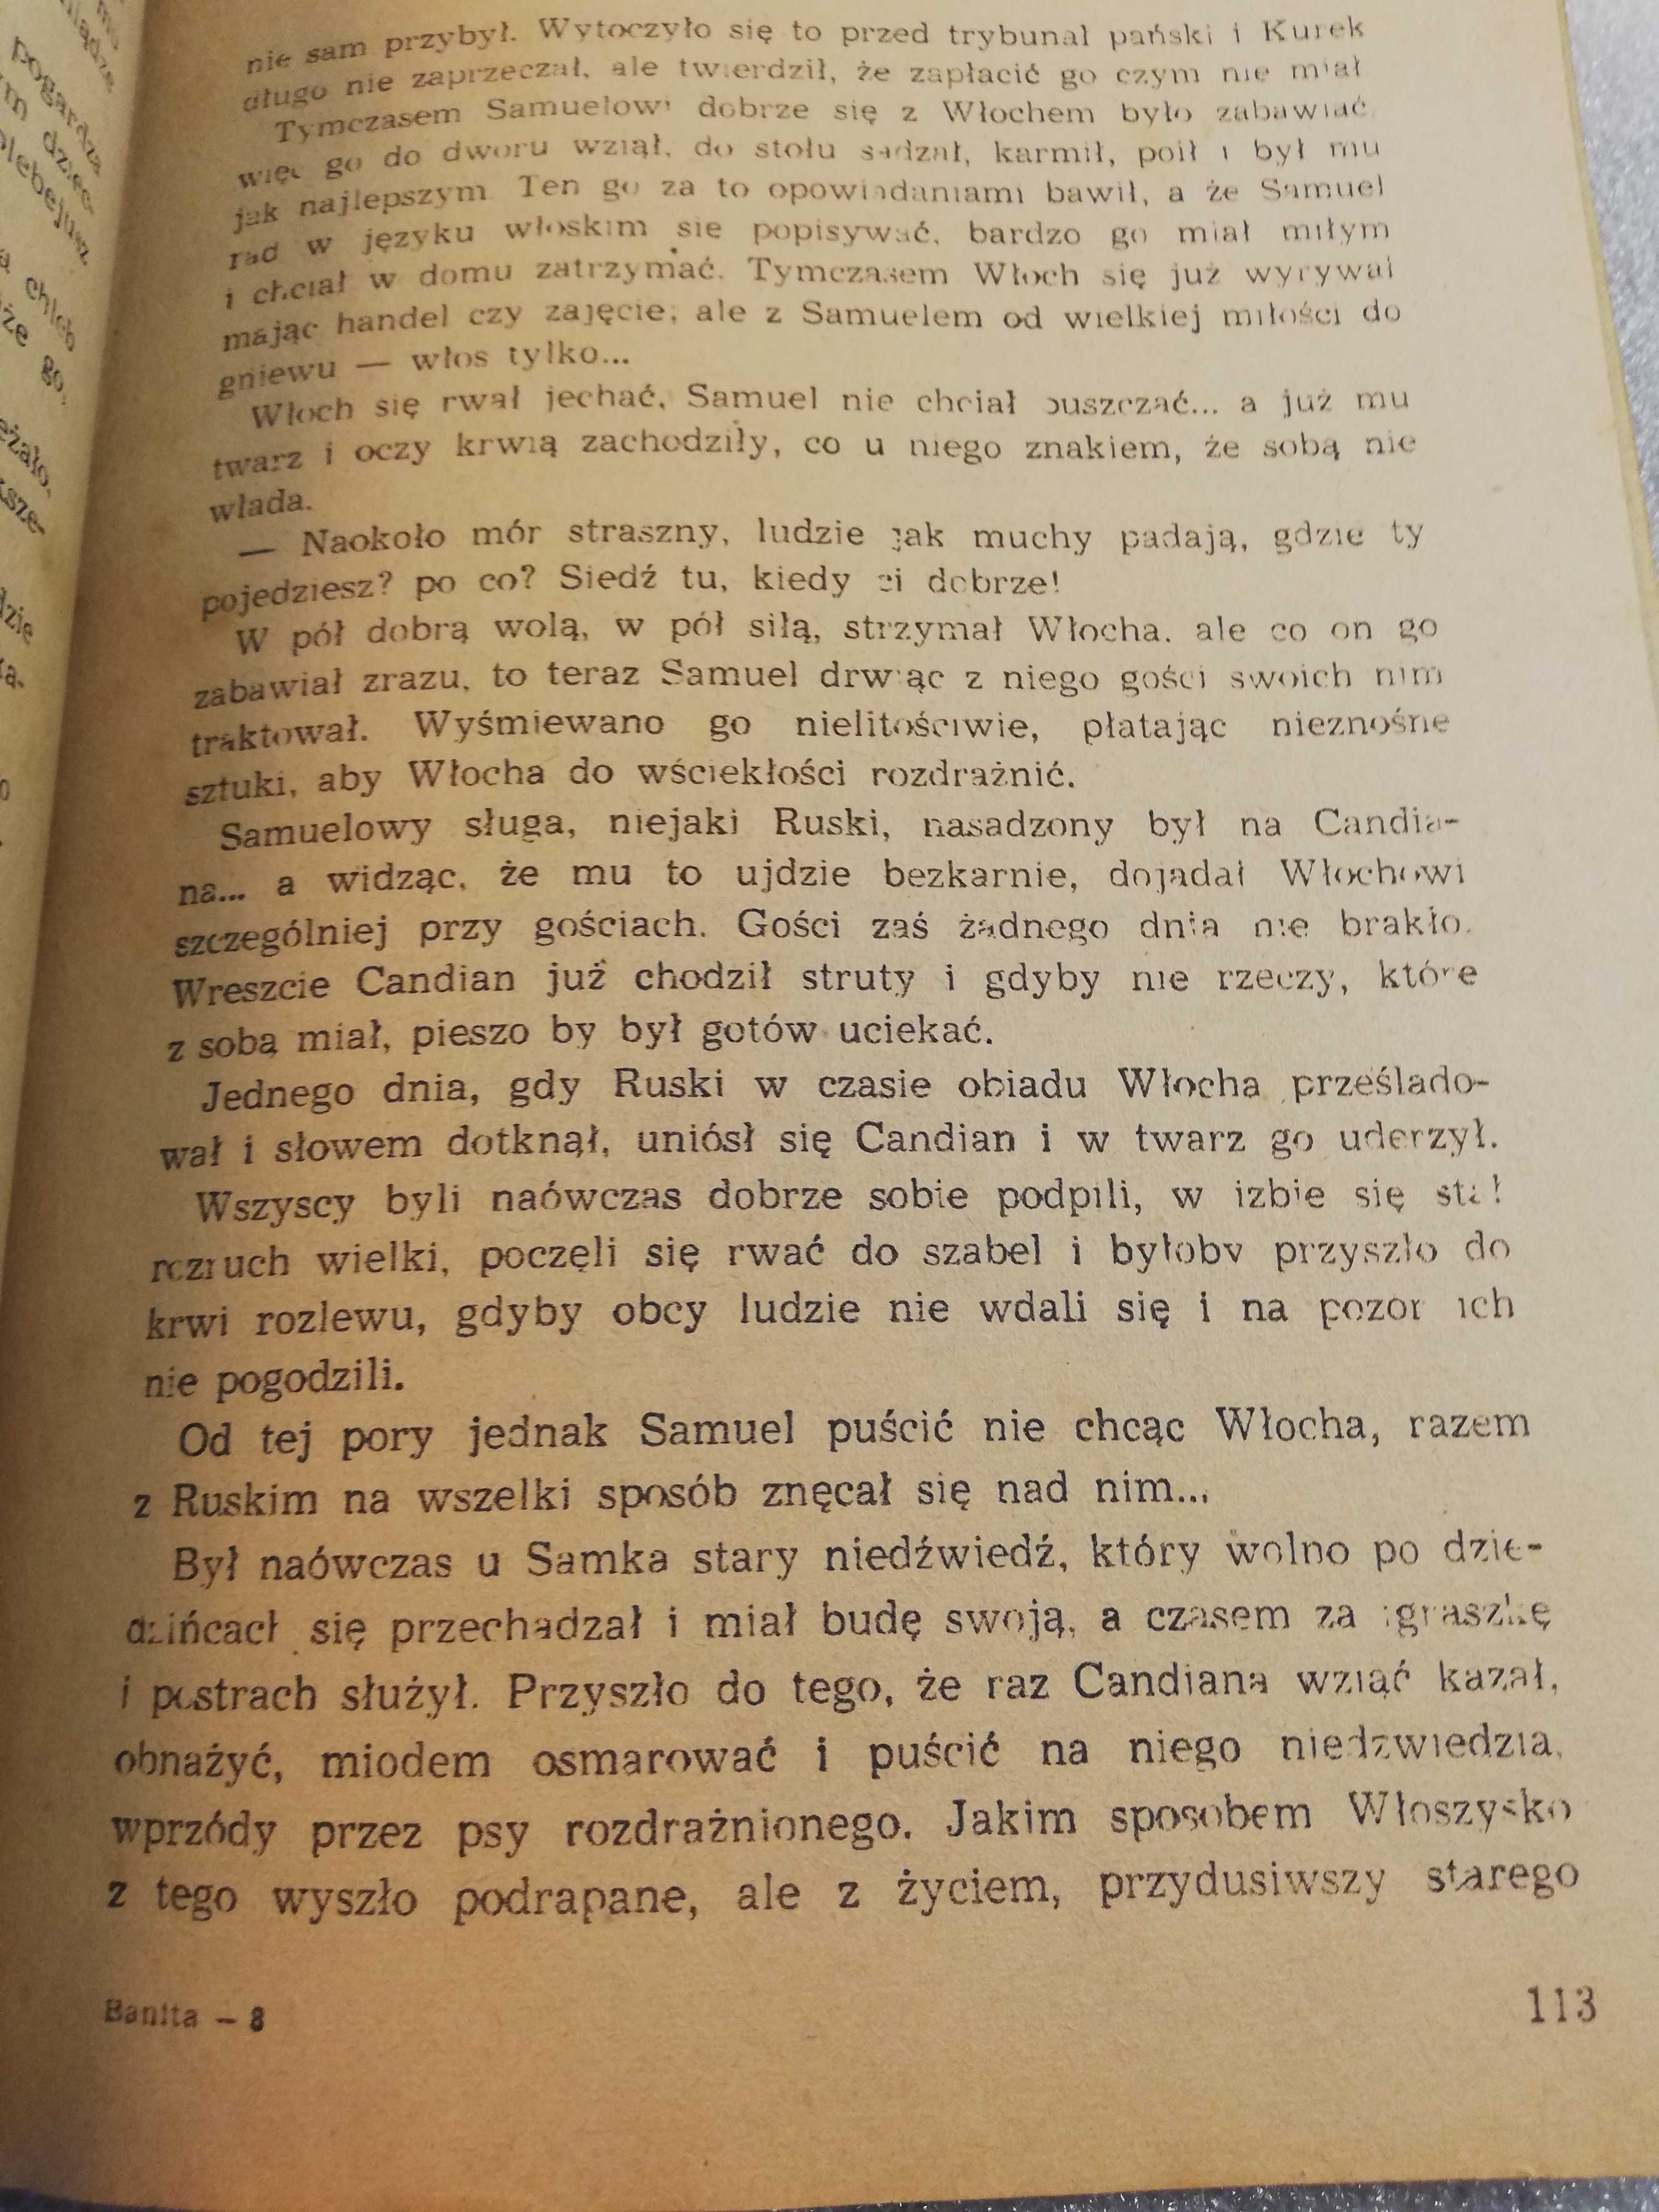 nie sam przybył. Wytoczyło się to przed trybunał pański i Kurek
długo nie zaprzeczał, ale twierdził, że zapłacić go czym nie miał
Tymczasem Samuelowi dobrze się z Włochem było zabawiać,
więc go do dworu wziął, do stołu sadzał, karmił, poił i był mu
jak najlepszym Ten go za to opowiadaniami bawił, a że Samuel
rad w języku włoskim się popisywać, bardzo go miał miłym
i chciał w domu zatrzymać. Tymczasem Włoch się już wyrywał
mając handel czy zajęcie; ale z Samuelem od wielkiej miłości do
gniewu — włos tylko...
Włoch się rwał jechać, Samuel nie chciał puszczać... a już mu
twarz i oczy krwią zachodziły, co u niego znakiem, że sobą nie
włada.
— Naokoło mór straszny, ludzie jak muchy padają, gdzie ty
pojedziesz? po co? Siedź tu, kiedy ci dobrze!
W pół dobrą wolą, w pół siłą, strzymał Włocha, ale co on go
zabawiał zrazu, to teraz Samuel drwiąc z niego gości swoich nim
traktował. Wyśmiewano go nielitościwie, płatając nieznośne
sztuki, aby Włocha do wściekłości rozdrażnić.
Samuelowy sługa, niejaki Ruski, nasadzony był na Candia-
na... a widząc, że mu to ujdzie bezkarnie, dojadał Włochowi
szczególniej przy gościach. Gości zaś żadnego dnia nie brakło.
Wreszcie Candian już chodził struty i gdyby nie rzeczy, które
z sobą miał, pieszo by był gotów uciekać.
Jednego dnia, gdy Ruski w czasie obiadu Włocha prześlado-
wał i słowem dotknął, uniósł się Candian i w twarz go uderzył.
Wszyscy byli naówczas dobrze sobie podpili, w izbie się stał
rozruch wielki, poczęli się rwać do szabel i byłoby przyszło do
krwi rozlewu, gdyby obcy ludzie nie wdali się i na pozór ich
nie pogodzili.
Od tej pory jednak Samuel puścić nie chcąc Włocha, razem
z Ruskim na wszelki sposób znęcał się nad nim...
Był naówczas u Samka stary niedźwiedź, który wolno po dzie-
dzińcach się przechadzał i miał budę swoją, a czasem za igraszkę
i postrach służył. Przyszło do tego, że raz Candiana wziąć kazał,
obnażyć, miodem osmarować i puścić na niego niedźwiedzia,
wprzódy przez psy rozdrażnionego. Jakim sposobem Włoszysko
z tego wyszło podrapane, ale z życiem, przydusiwszy starego
Banita — 8
113